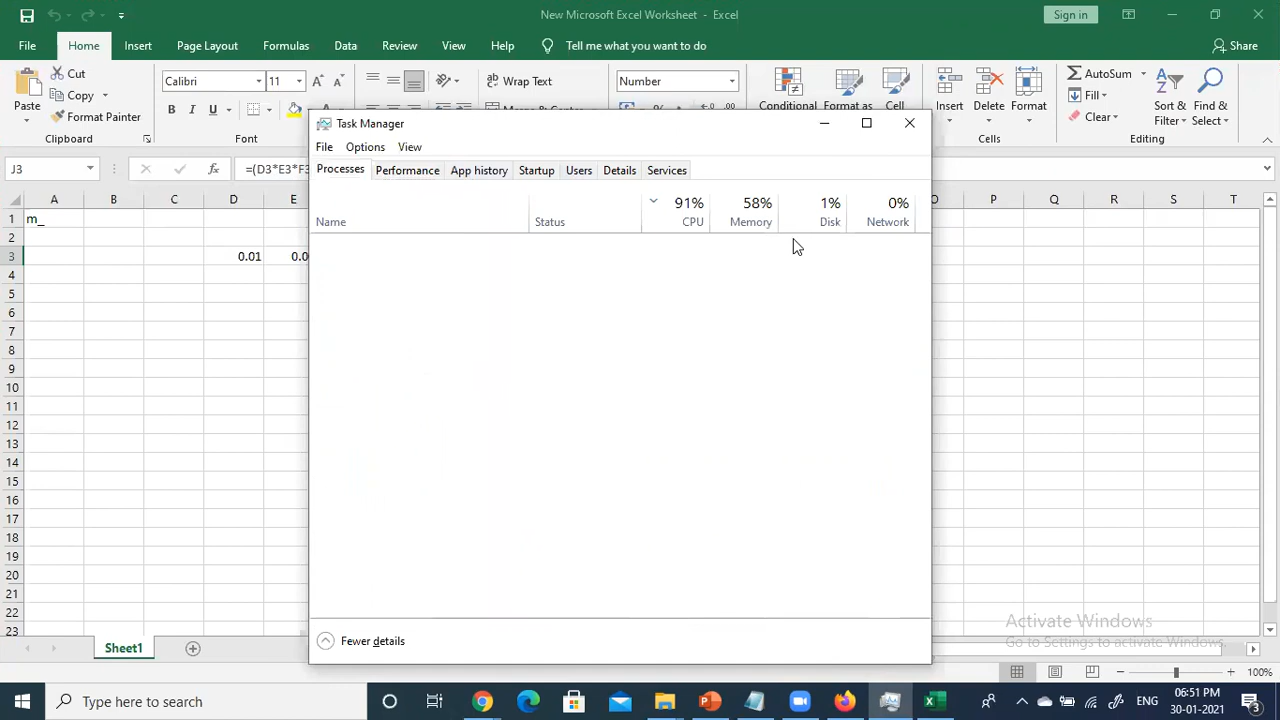 New Microsoft Excel Worksheet - Excel
Sign in
File Home Insert Page Layout Formulas Data Review View Help Tell me what you want to do Share
Paste
Cut
Copy
Format Painter
Clipboard
Calibri 11
B I U
Font
Wrap Text
Number
Conditional
Format as
Cell
Insert Delete Format
Cells
AutoSum
Fill
Clear
Sort & Filter
Find & Select
Editing
J3 fx =(D3*E3*F3
A B C D E P Q R S T
1 m_
2
3 0.01 0.0
4
5
6
7
8
9
10
11
12
13
14
15
16
17
18
19
20
21
22
23
Task Manager
File Options View
Processes Performance App history Startup Users Details Services
91% 58% 1% 0%
Name Status CPU Memory Disk Network
Fewer details
Activate Windows
Go to Settings to activate Windows.
Sheet1
100%
Type here to search
ENG
06:51 PM
30-01-2021
3